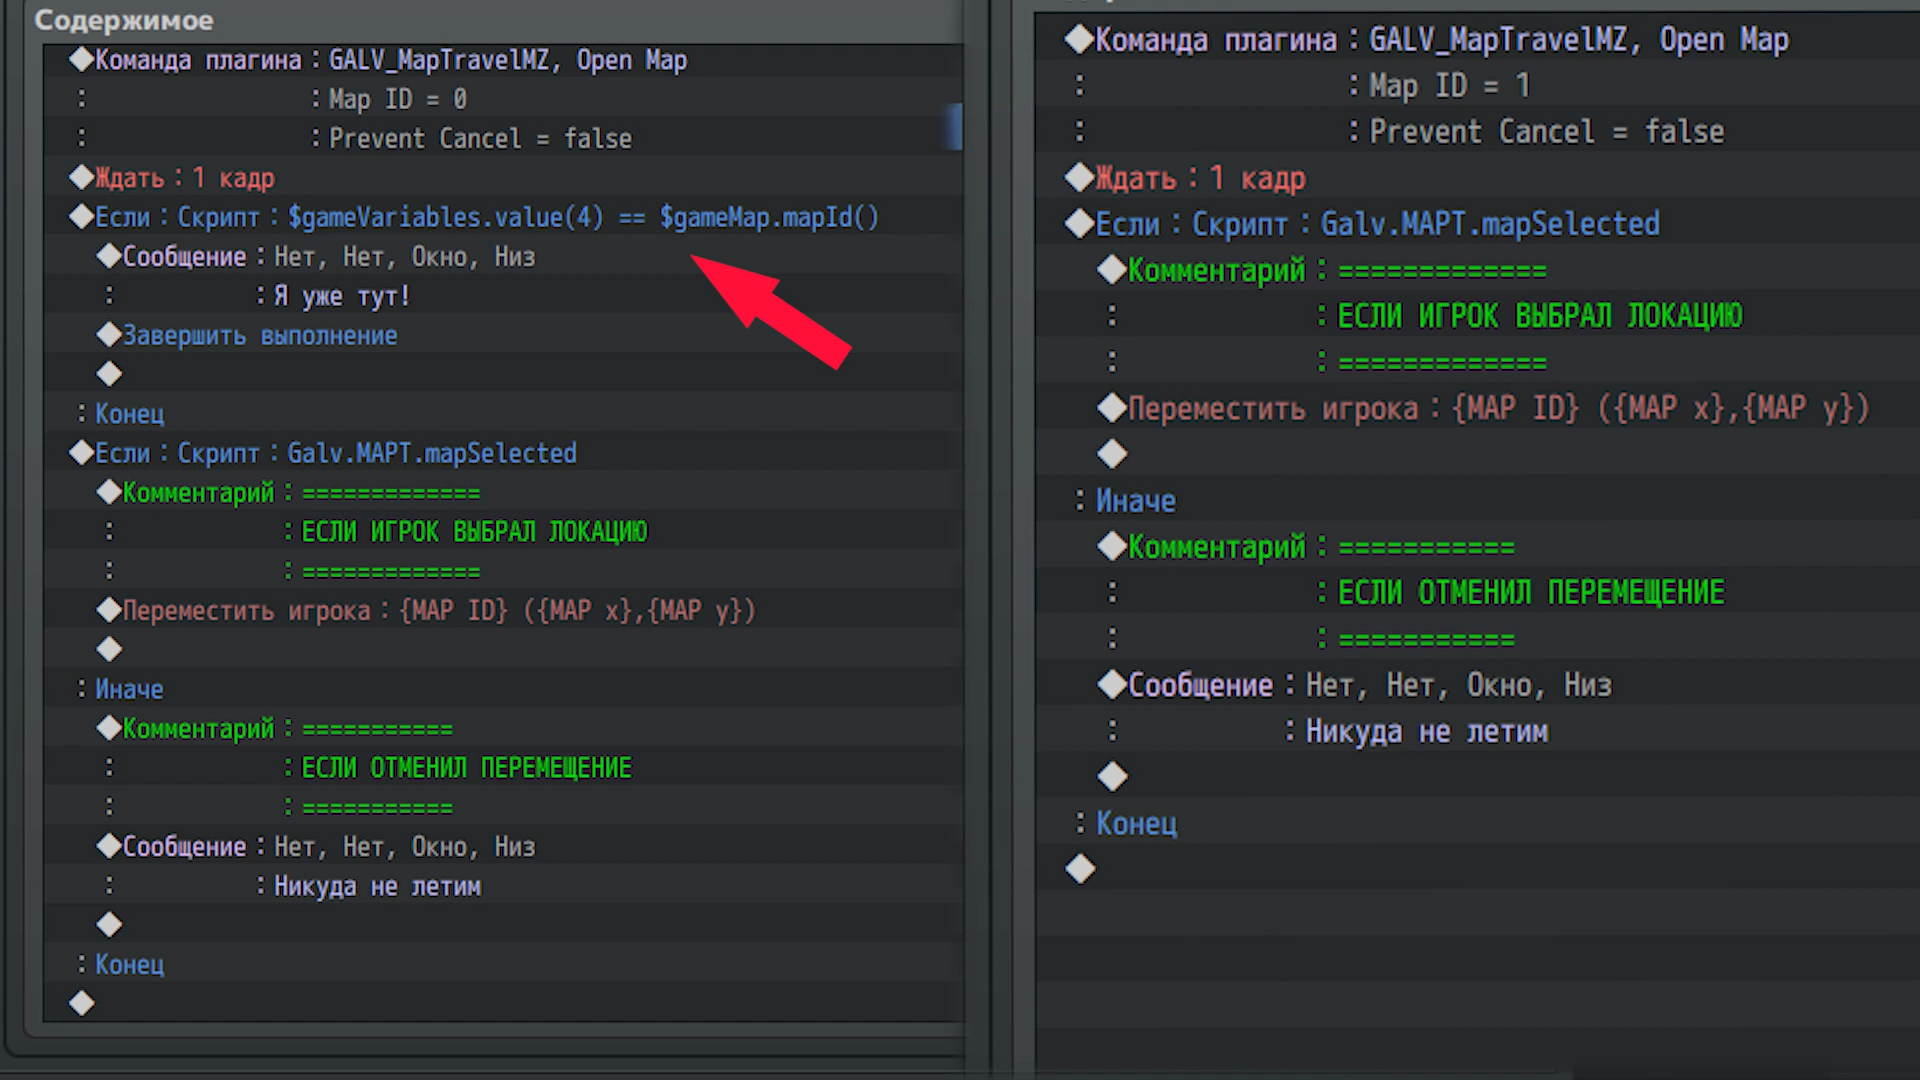 Содержимое
◆Команда плагина：GALV_MapTravelMZ, Open Map
：：Map ID = 0
：：Prevent Cancel = false
◆Ждать：1 кадр
◆Если：Скрипт：$gameVariables.value(4) == $gameMap.mapId()
◆Сообщение：Нет, Нет, Окно, Низ
：：Я уже тут!
◆Завершить выполнение
◆
：Конец
◆Если：Скрипт：Galv.MAPT.mapSelected
◆Комментарий：=============
：：ЕСЛИ ИГРОК ВЫБРАЛ ЛОКАЦИЮ
：：=============
◆Переместить игрока：{MAP ID} ({MAP x},{MAP y})
◆
：Иначе
◆Комментарий：===========
：：ЕСЛИ ОТМЕНИЛ ПЕРЕМЕЩЕНИЕ
：：===========
◆Сообщение：Нет, Нет, Окно, Низ
：：Никуда не летим
◆
：Конец
◆
◆Команда плагина：GALV_MapTravelMZ, Open Map
：：Map ID = 1
：：Prevent Cancel = false
◆Ждать：1 кадр
◆Если：Скрипт：Galv.MAPT.mapSelected
◆Комментарий：=============
：：ЕСЛИ ИГРОК ВЫБРАЛ ЛОКАЦИЮ
：：=============
◆Переместить игрока：{MAP ID} ({MAP x},{MAP y})
◆
：Иначе
◆Комментарий：===========
：：ЕСЛИ ОТМЕНИЛ ПЕРЕМЕЩЕНИЕ
：：===========
◆Сообщение：Нет, Нет, Окно, Низ
：：Никуда не летим
◆
：Конец
◆